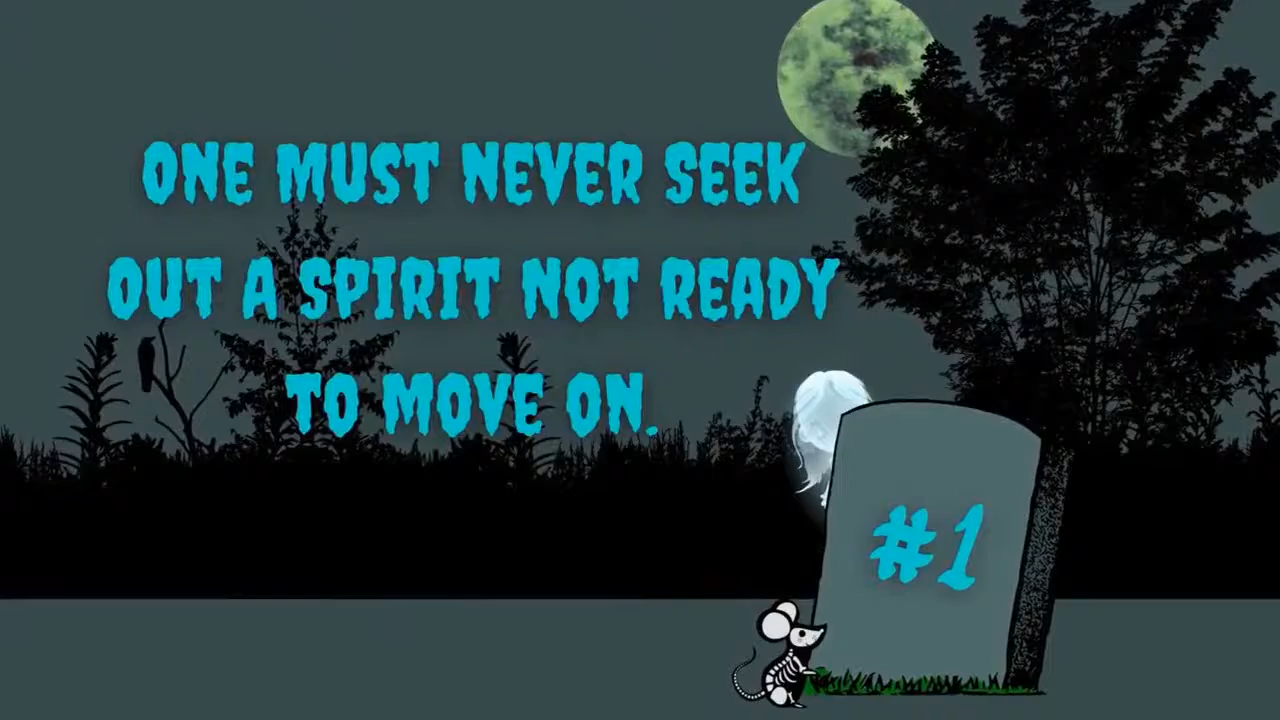 ONE MUST NEVER SEEK
OUT A SPIRIT NOT READY
TO MOVE ON.
#1